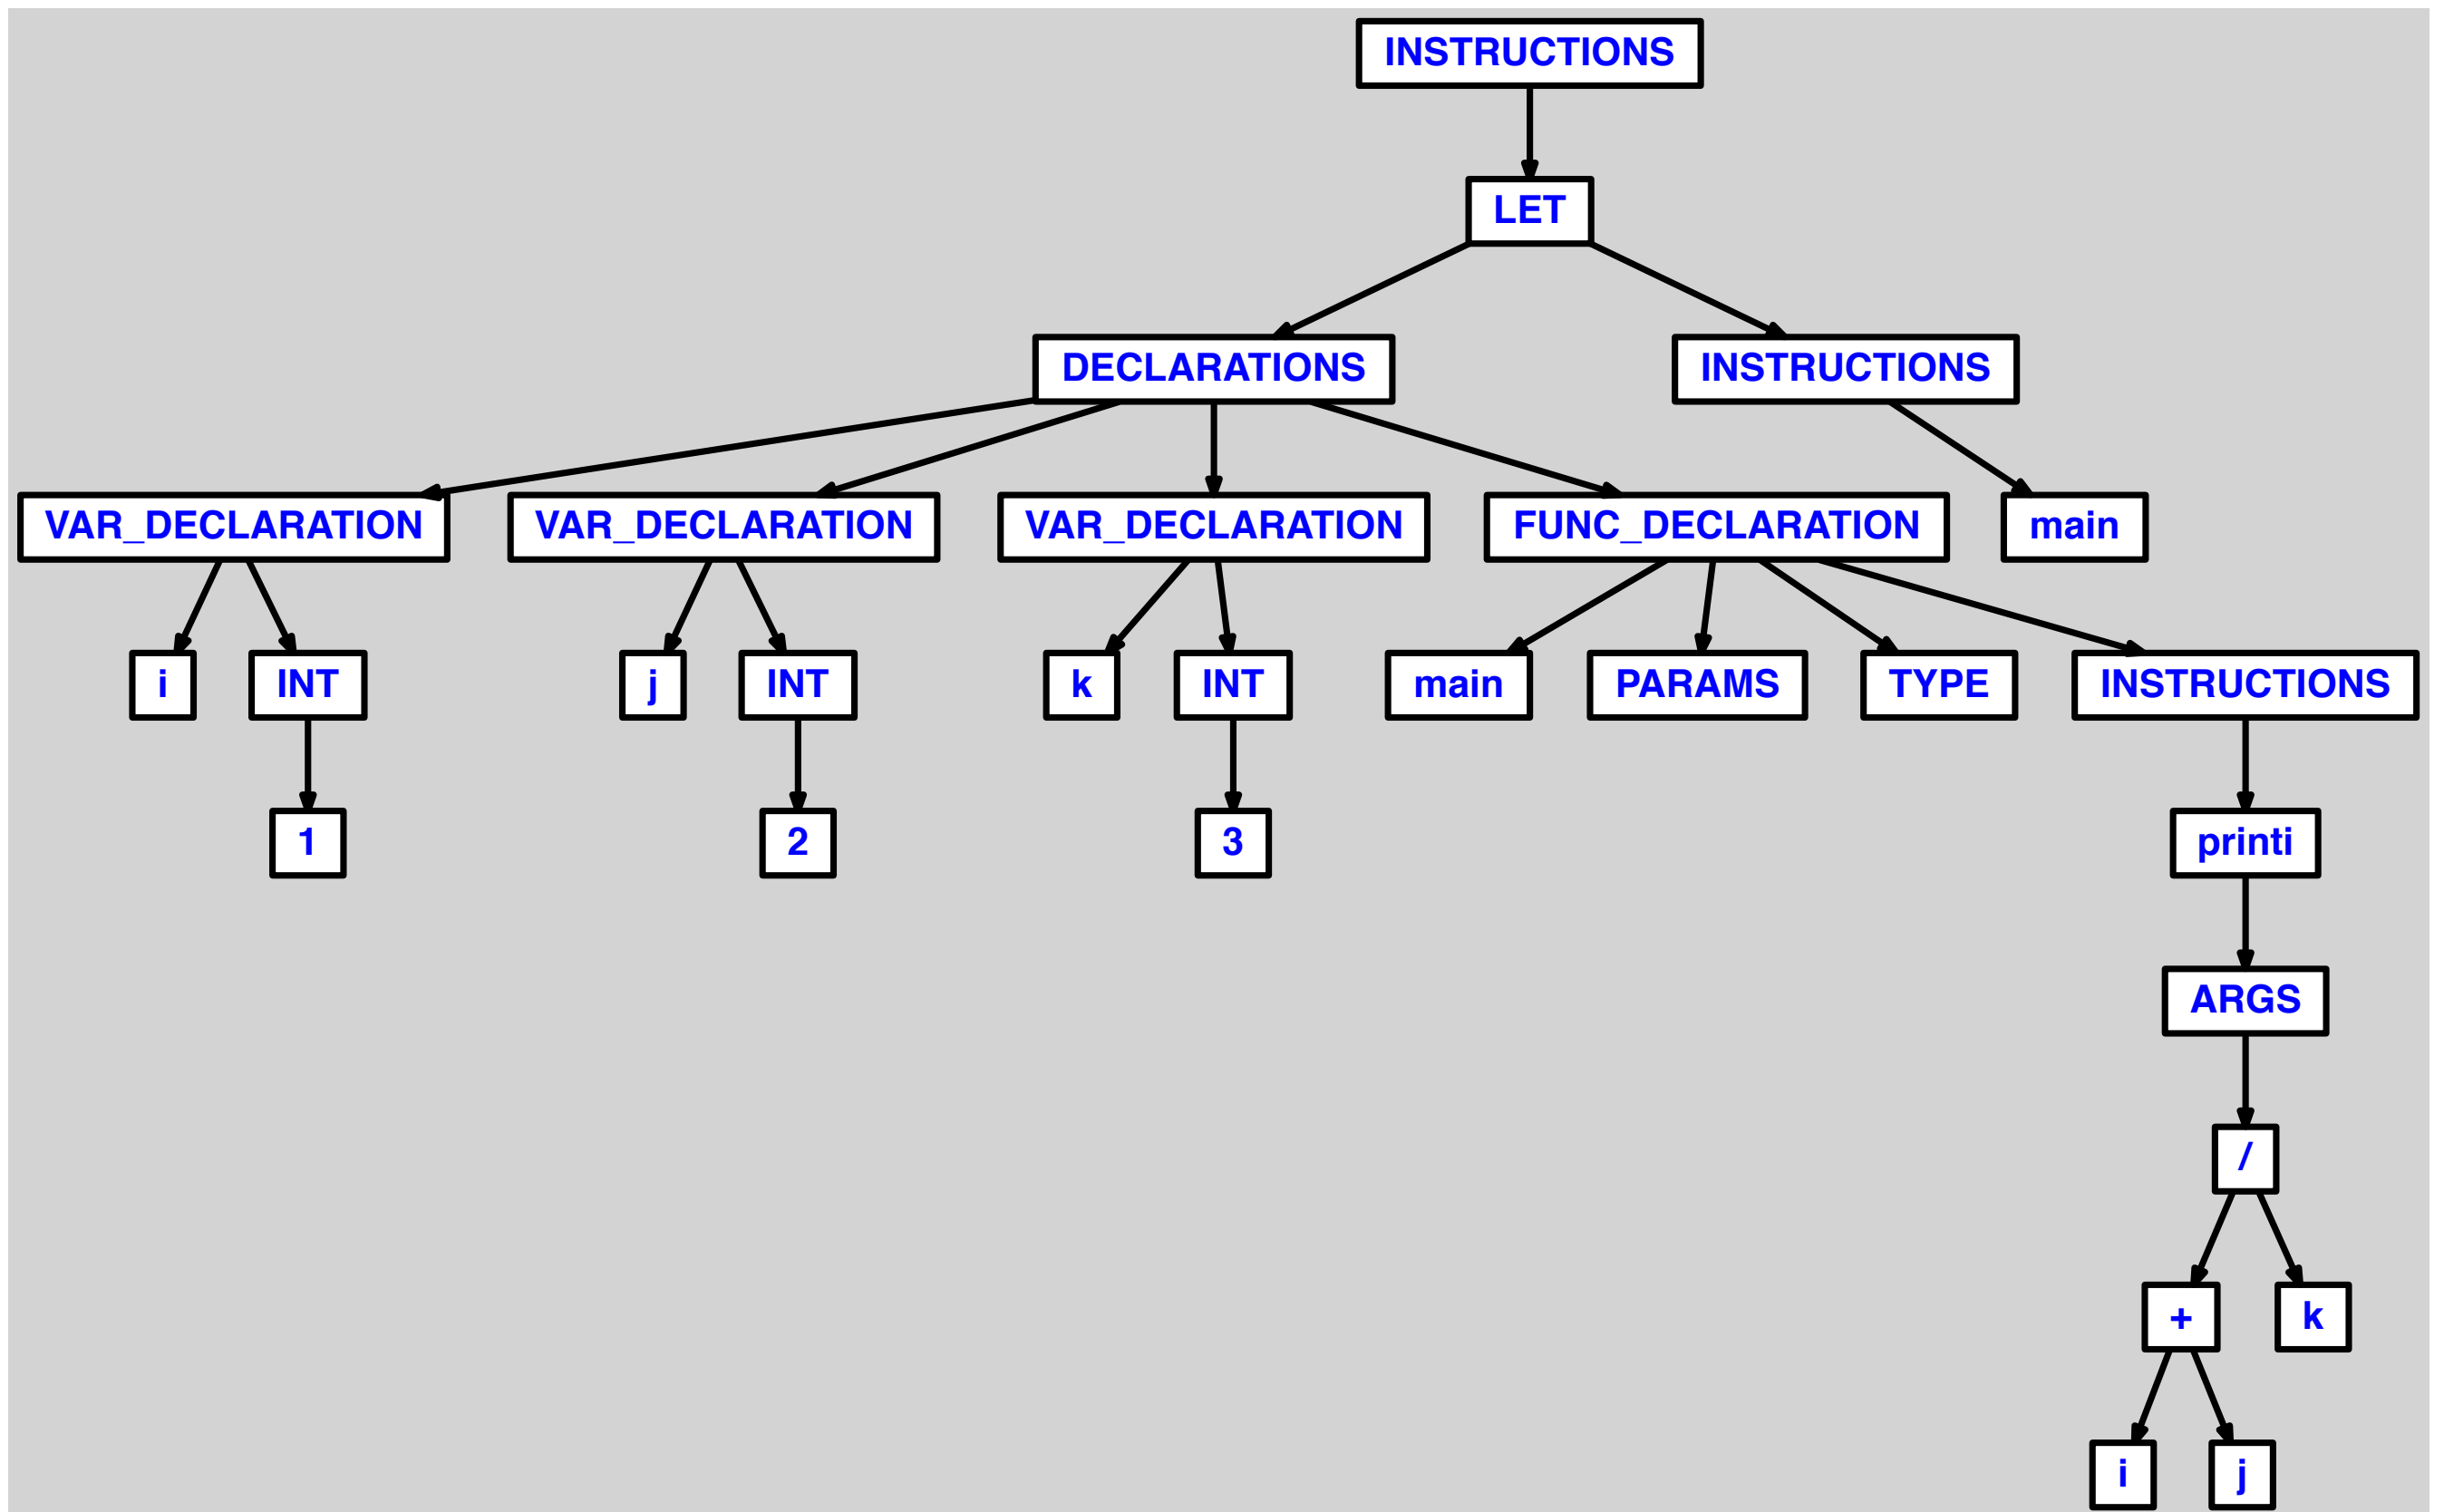 INSTRUCTIONS
LET
DECLARATIONS INSTRUCTIONS
VAR_DECLARATION VAR_DECLARATION VAR_DECLARATION FUNC_DECLARATION main
i INT j INT k INT main PARAMS TYPE INSTRUCTIONS
1 2 3 printi
ARGS
/
+ k
i j